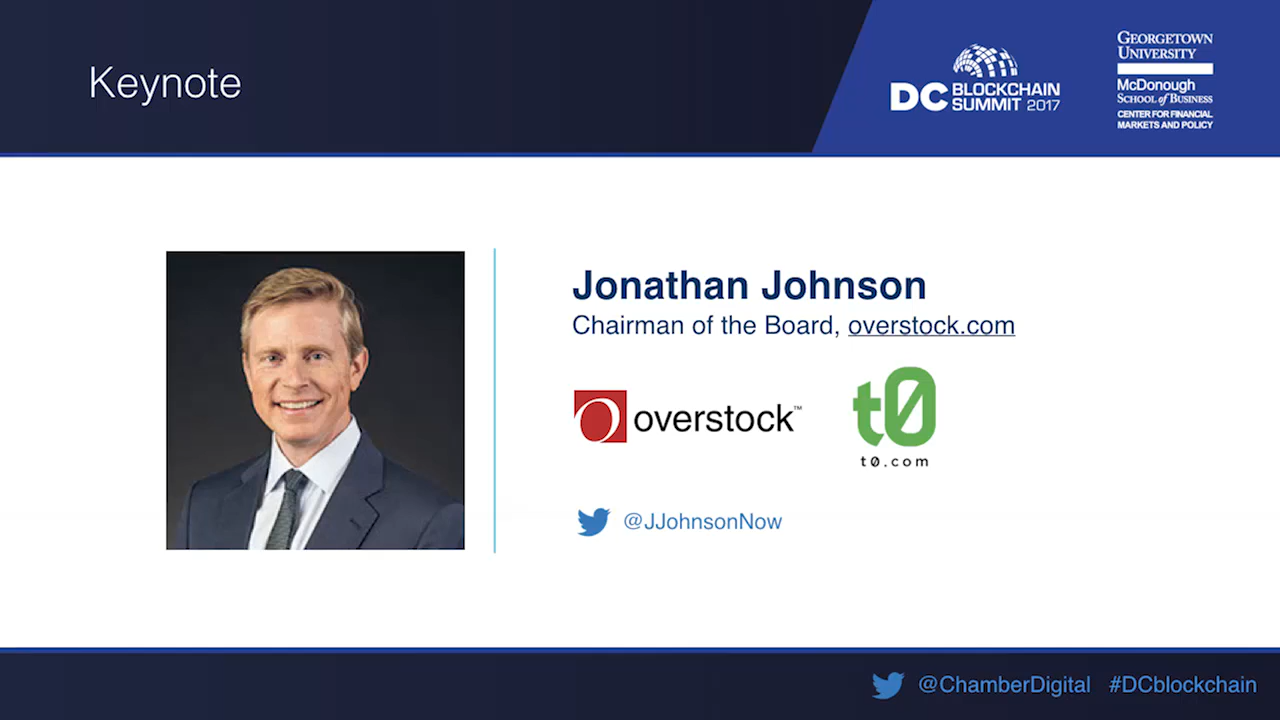 Keynote
DC BLOCKCHAIN
SUMMIT 2017
GEORGETOWN
UNIVERSITY
McDonough
SCHOOL of BUSINESS
CENTER FOR FINANCIAL
MARKETS AND POLICY
Jonathan Johnson
Chairman of the Board, overstock.com
overstock™
t0
t0.com
@JJohnsonNow
@ChamberDigital #DCblockchain